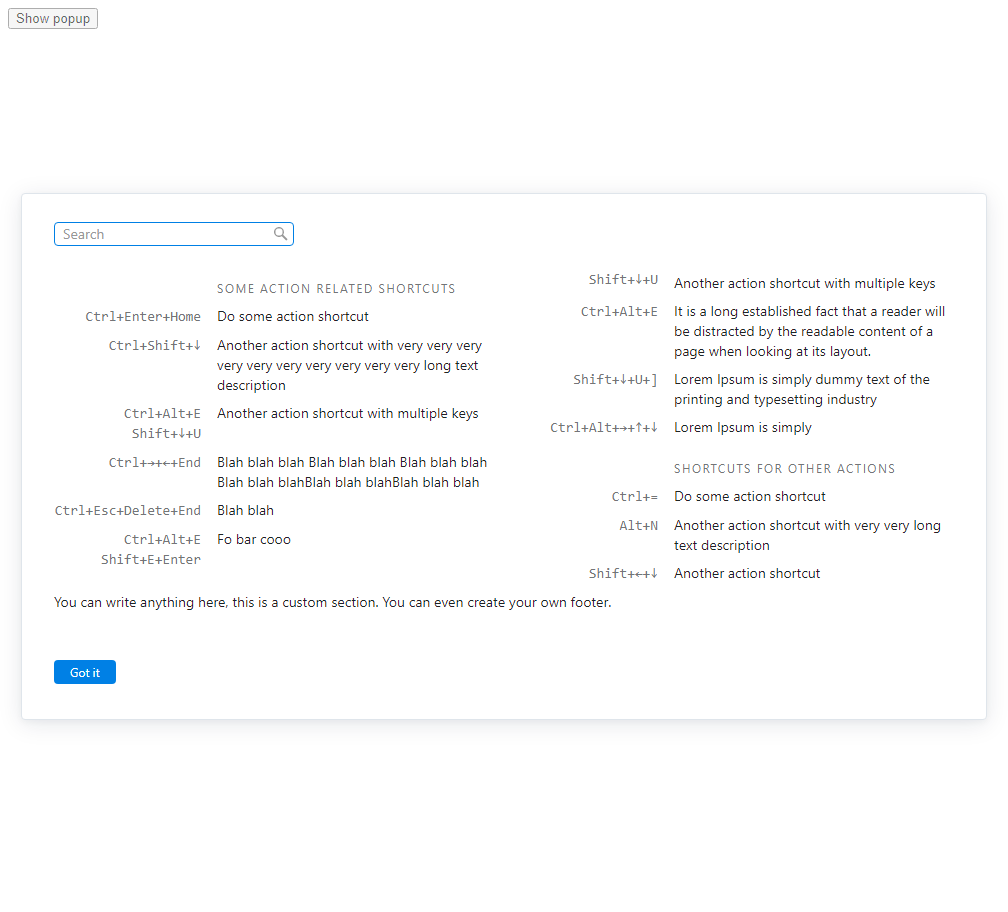 Show popup
Search
SOME ACTION RELATED SHORTCUTS
Ctrl+Enter+Home Do some action shortcut
Ctrl+Shift+↓ Another action shortcut with very very very
very very very very very very very long text
description
Ctrl+Alt+E Another action shortcut with multiple keys
Shift+↓+U
Ctrl+→+←+End Blah blah blah Blah blah blah Blah blah blah
Blah blah blahBlah blah blahBlah blah blah
Ctrl+Esc+Delete+End Blah blah
Ctrl+Alt+E Fo bar cooo
Shift+E+Enter
Shift+↓+U Another action shortcut with multiple keys
Ctrl+Alt+E It is a long established fact that a reader will
be distracted by the readable content of a
page when looking at its layout.
Shift+↓+U+] Lorem Ipsum is simply dummy text of the
printing and typesetting industry
Ctrl+Alt+→+↑+↓ Lorem Ipsum is simply
SHORTCUTS FOR OTHER ACTIONS
Ctrl+= Do some action shortcut
Alt+N Another action shortcut with very very long
text description
Shift+←+↓ Another action shortcut
You can write anything here, this is a custom section. You can even create your own footer.
Got it